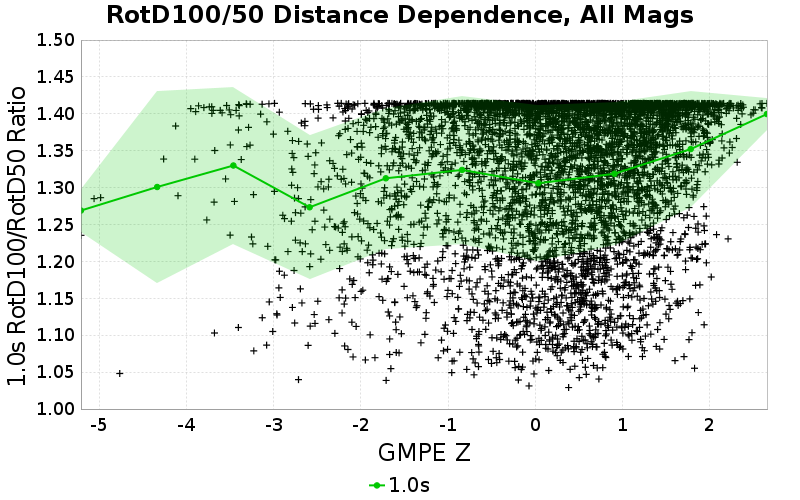 RotD100/50 Distance Dependence, All Mags
1.0s RotD100/RotD50 Ratio
1.50
1.45
1.40
1.35
1.30
1.25
1.20
1.15
1.10
1.05
1.00
-5 -4 -3 -2 -1 0 1 2
GMPE Z
1.0s